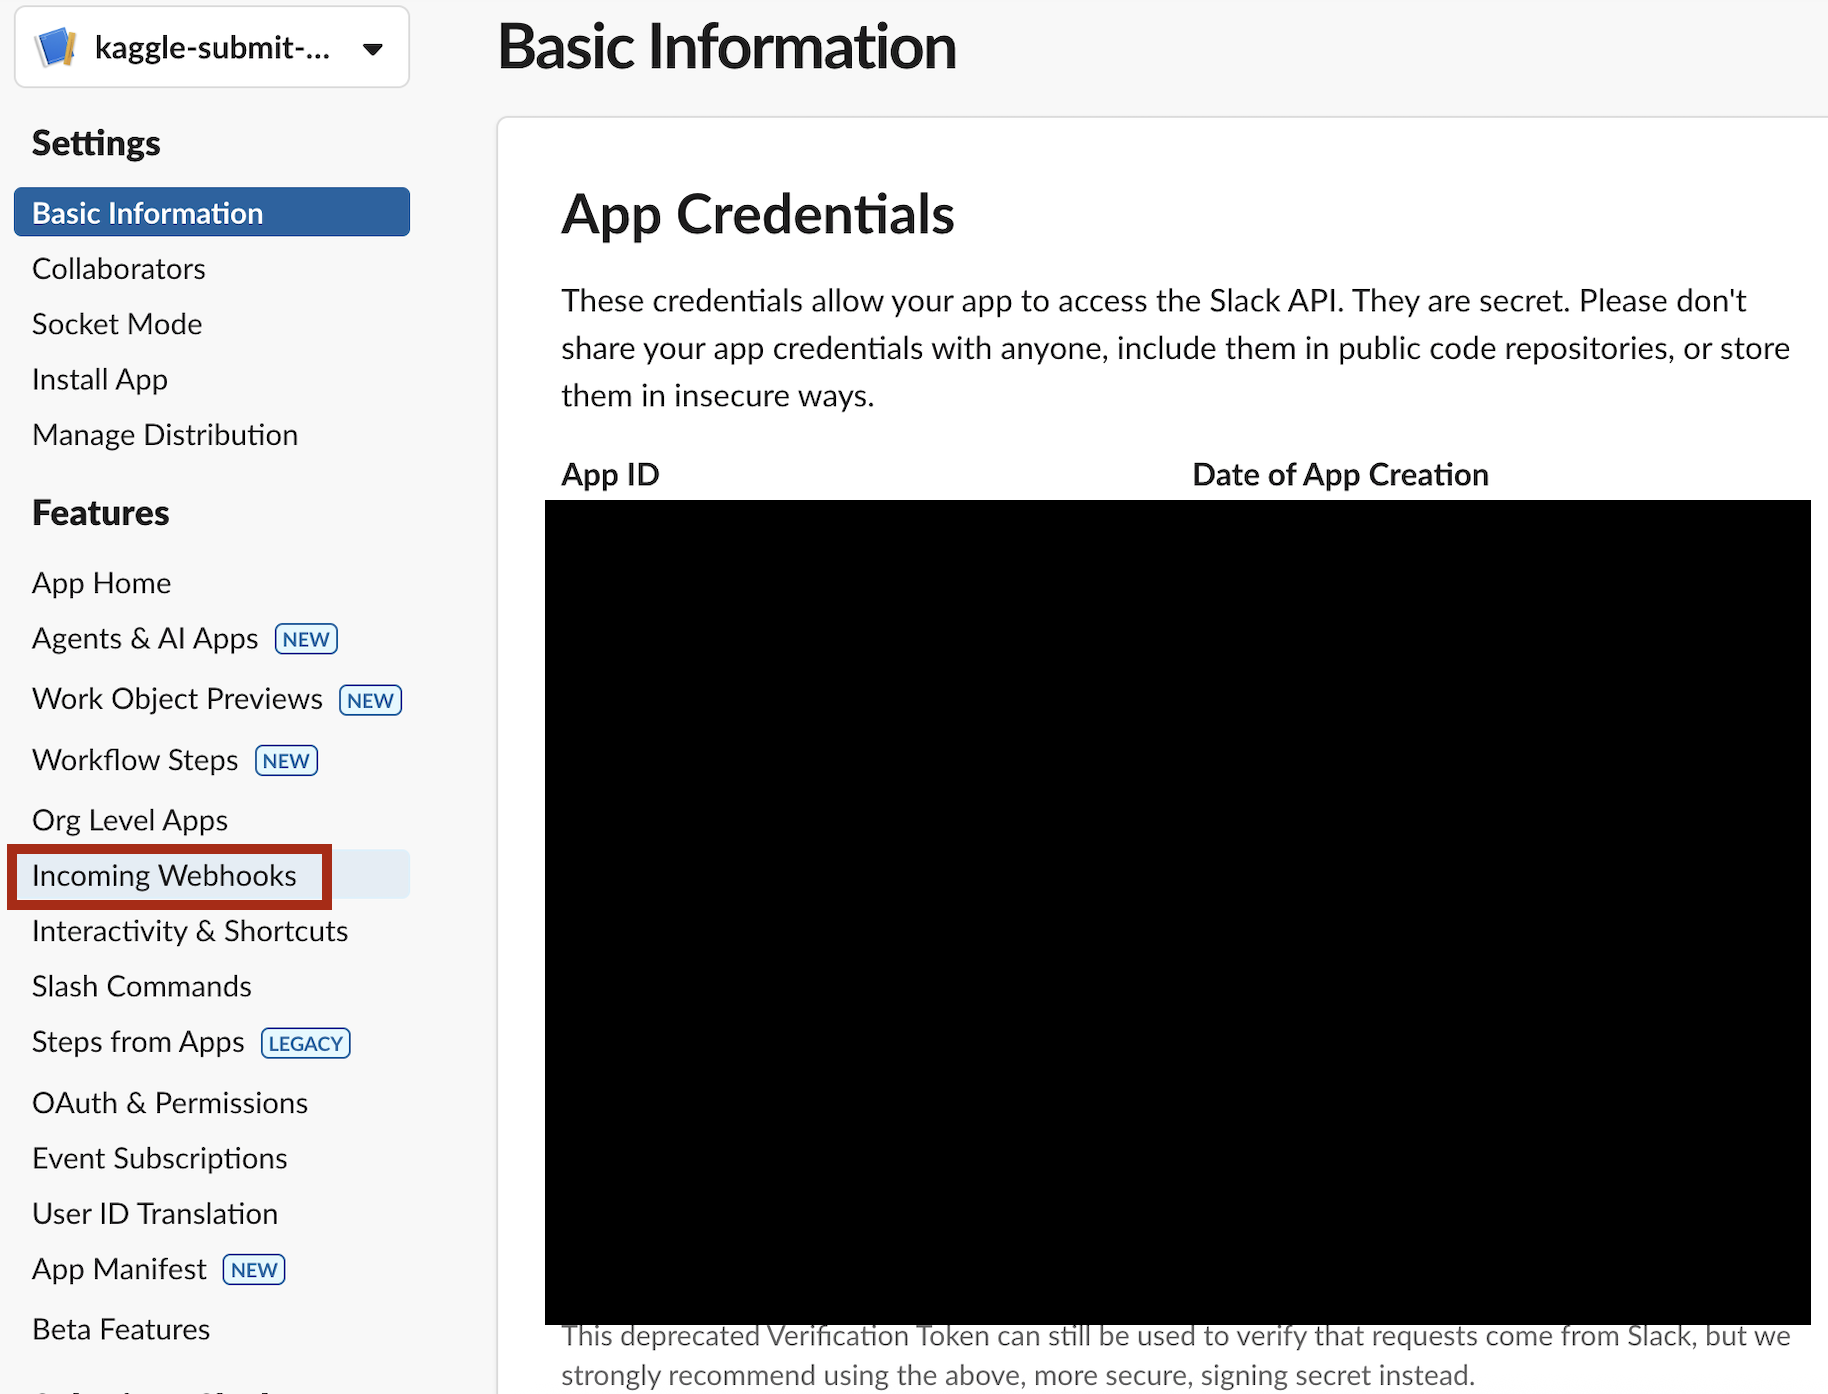 kaggle-submit-...
Settings
Basic Information
Collaborators
Socket Mode
Install App
Manage Distribution
Features
App Home
Agents & AI Apps NEW
Work Object Previews NEW
Workflow Steps NEW
Org Level Apps
Incoming Webhooks
Interactivity & Shortcuts
Slash Commands
Steps from Apps LEGACY
OAuth & Permissions
Event Subscriptions
User ID Translation
App Manifest NEW
Beta Features
Basic Information
App Credentials
These credentials allow your app to access the Slack API. They are secret. Please don't
share your app credentials with anyone, include them in public code repositories, or store
them in insecure ways.
App ID Date of App Creation
This deprecated Verification Token can still be used to verify that requests come from Slack, but we
strongly recommend using the above, more secure, signing secret instead.